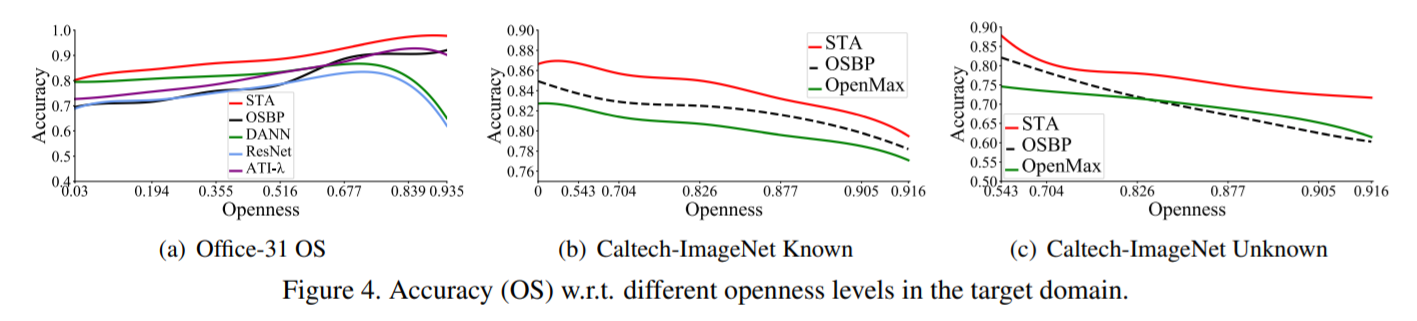 Accuracy
1.0
0.9
0.8
0.7
0.6
0.5
0.4
STA
OSBP
DANN
ResNet
ATI-λ
0.03 0.194 0.355 0.516 0.677 0.839 0.935
Openness
(a) Office-31 OS
Accuracy
0.90
0.88
0.86
0.84
0.82
0.80
0.78
0.76
STA
OSBP
OpenMax
0 0.543 0.704 0.826 0.877 0.905 0.916
Openness
(b) Caltech-ImageNet Known
Accuracy
0.90
0.85
0.80
0.75
0.70
0.65
0.60
0.55
0.50
STA
OSBP
OpenMax
0.543 0.704 0.826 0.877 0.905 0.916
Openness
(c) Caltech-ImageNet Unknown
Figure 4. Accuracy (OS) w.r.t. different openness levels in the target domain.